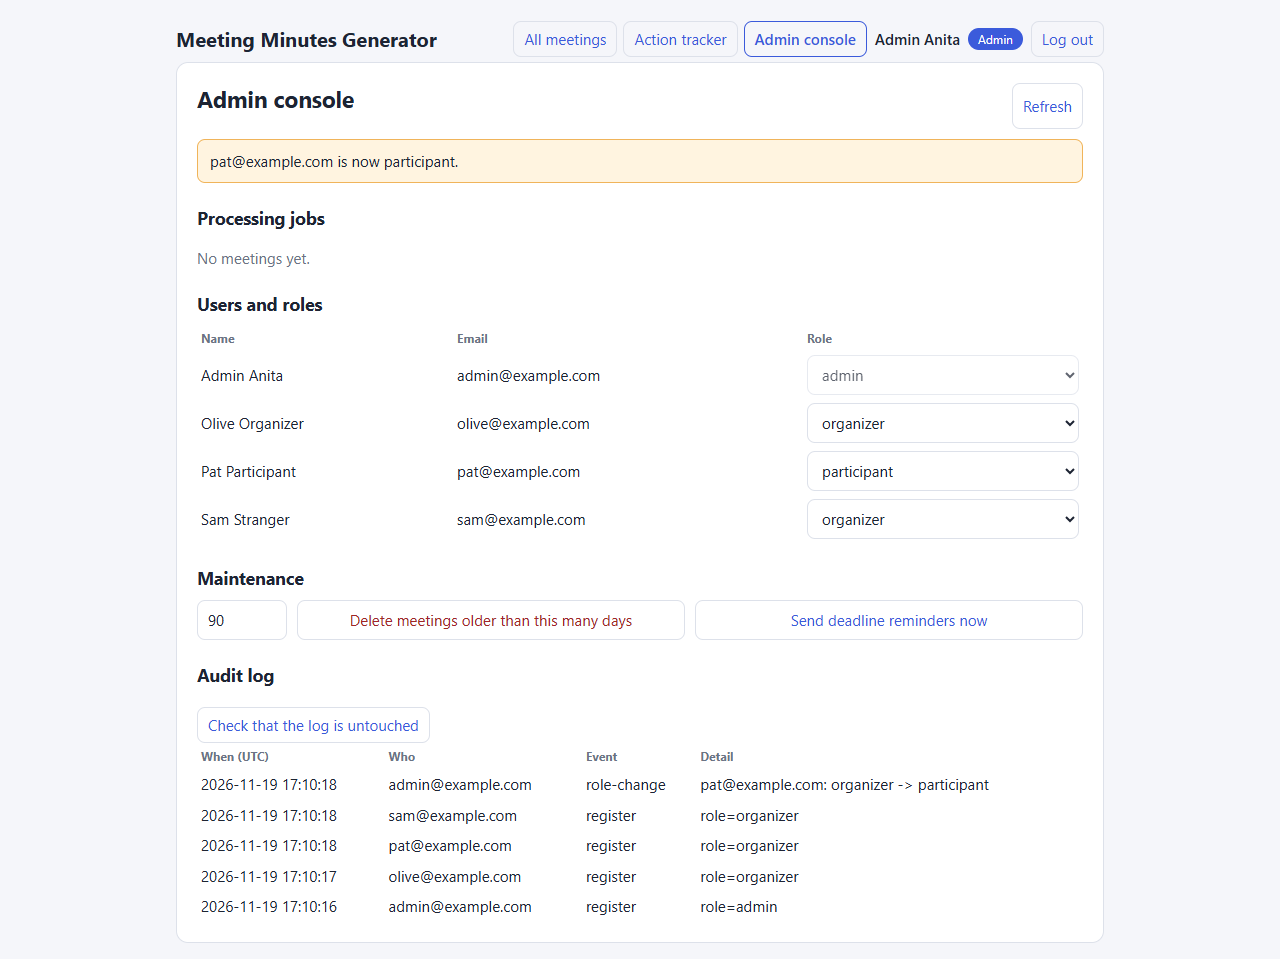 Meeting Minutes Generator
All meetings
Action tracker
Admin console
Admin Anita
Admin
Log out
Admin console
Refresh
pat@example.com is now participant.
Processing jobs
No meetings yet.
Users and roles
Name Email Role
Admin Anita admin@example.com admin
Olive Organizer olive@example.com organizer
Pat Participant pat@example.com participant
Sam Stranger sam@example.com organizer
Maintenance
90
Delete meetings older than this many days
Send deadline reminders now
Audit log
Check that the log is untouched
When (UTC) Who Event Detail
2026-11-19 17:10:18 admin@example.com role-change pat@example.com: organizer -> participant
2026-11-19 17:10:18 sam@example.com register role=organizer
2026-11-19 17:10:18 pat@example.com register role=organizer
2026-11-19 17:10:17 olive@example.com register role=organizer
2026-11-19 17:10:16 admin@example.com register role=admin